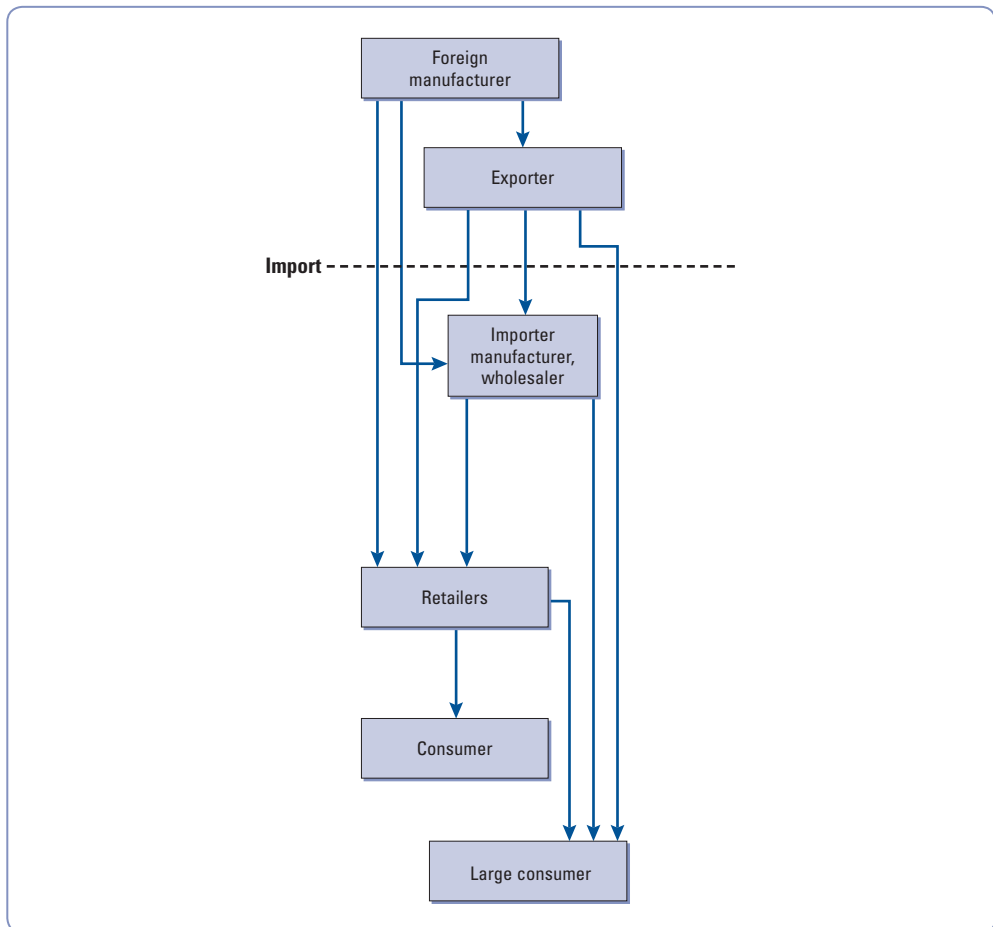 Foreign
manufacturer
Exporter
Import
Importer
manufacturer,
wholesaler
Retailers
Consumer
Large consumer